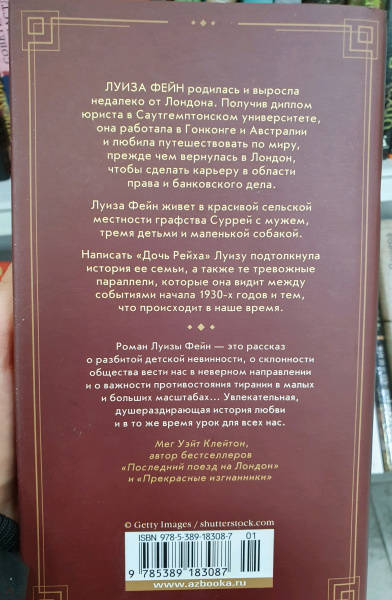 ЛУИЗА ФЕЙН родилась и выросла
недалеко от Лондона. Получив диплом
юриста в Саутгемптонском университете,
она работала в Гонконге и Австралии
и любила путешествовать по миру,
прежде чем вернулась в Лондон,
чтобы сделать карьеру в области
права и банковского дела.
Луиза Фейн живет в красивой сельской
местности графства Суррей с мужем,
тремя детьми и маленькой собакой.
Написать «Дочь Рейха» Луизу подтолкнула
история ее семьи, а также те тревожные
параллели, которые она видит между
событиями начала 1930-х годов и тем,
что происходит в наше время.
Роман Луизы Фейн — это рассказ
о разбитой детской невинности, о склонности
общества вести нас в неверном направлении
и о важности противостояния тирании в малых
и больших масштабах... Увлекательная,
душераздирающая история любви
и в то же время урок для всех нас.
Мег Уэйт Клейтон,
автор бестселлеров
«Последний поезд на Лондон»
и «Прекрасные изгнанники»
© Getty Images / shutterstock.com
ISBN 978-5-389-18308-7 01
9 785389 183087
www.azbooka.ru